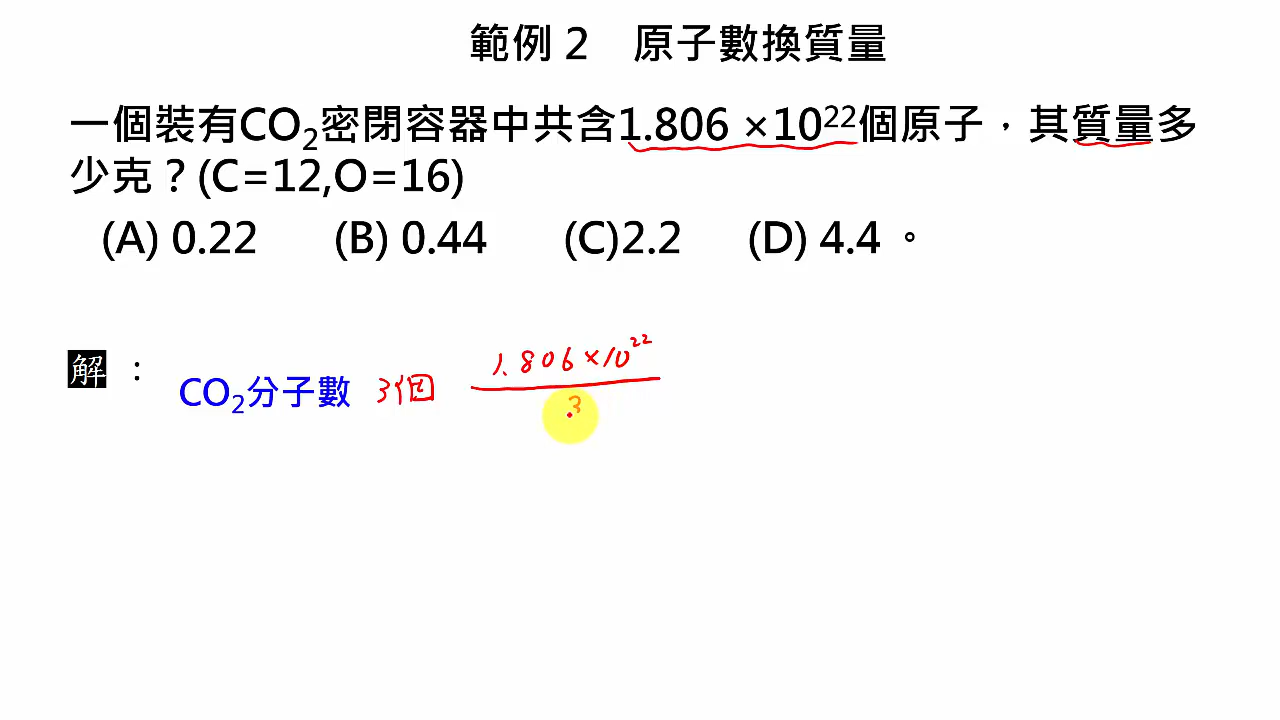 範例 2 原子數換質量
一個裝有CO₂密閉容器中共含1.806 ×10²²個原子，其質量多
少克？(C=12,O=16)
(A) 0.22 (B) 0.44 (C)2.2 (D) 4.4 。
解：
CO₂分子數 3個 1.806×10²²
3